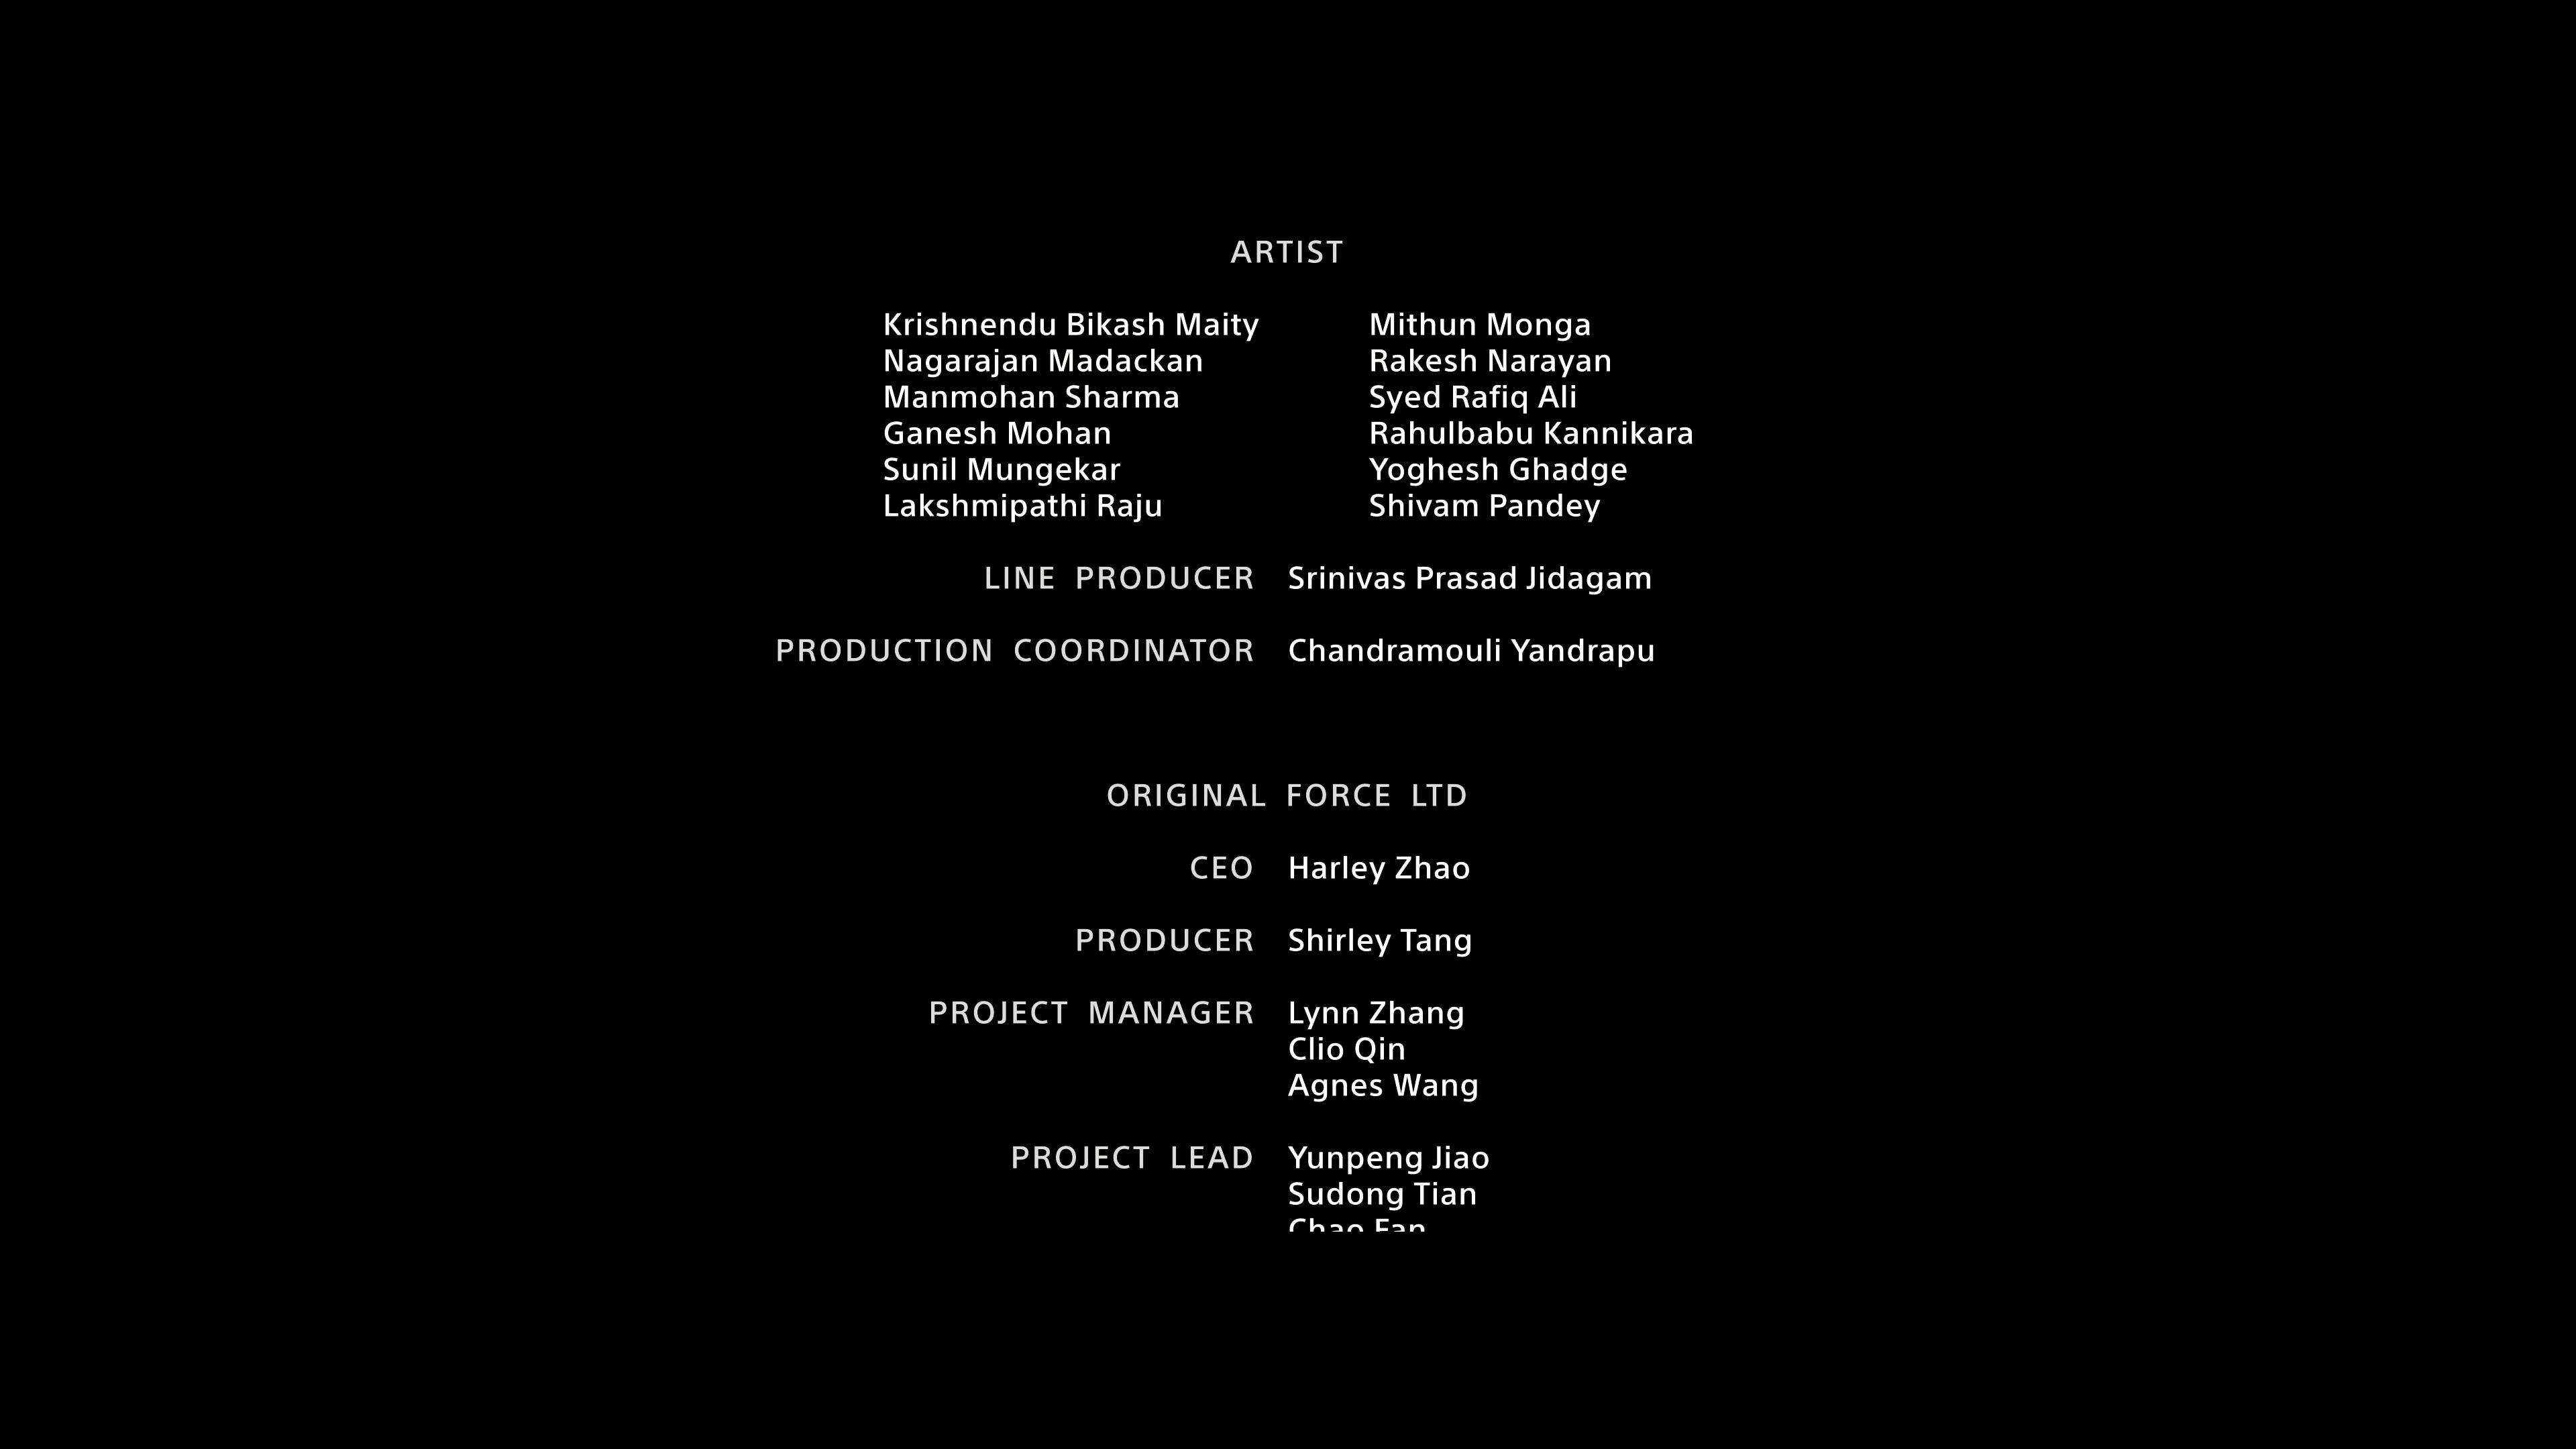 ARTIST
Krishnendu Bikash Maity Mithun Monga
Nagarajan Madackan Rakesh Narayan
Manmohan Sharma Syed Rafiq Ali
Ganesh Mohan Rahulbabu Kannikara
Sunil Mungekar Yoghesh Ghadge
Lakshmipathi Raju Shivam Pandey
LINE PRODUCER Srinivas Prasad Jidagam
PRODUCTION COORDINATOR Chandramouli Yandrapu
ORIGINAL FORCE LTD
CEO Harley Zhao
PRODUCER Shirley Tang
PROJECT MANAGER Lynn Zhang
Clio Qin
Agnes Wang
PROJECT LEAD Yunpeng Jiao
Sudong Tian
Chao Fan